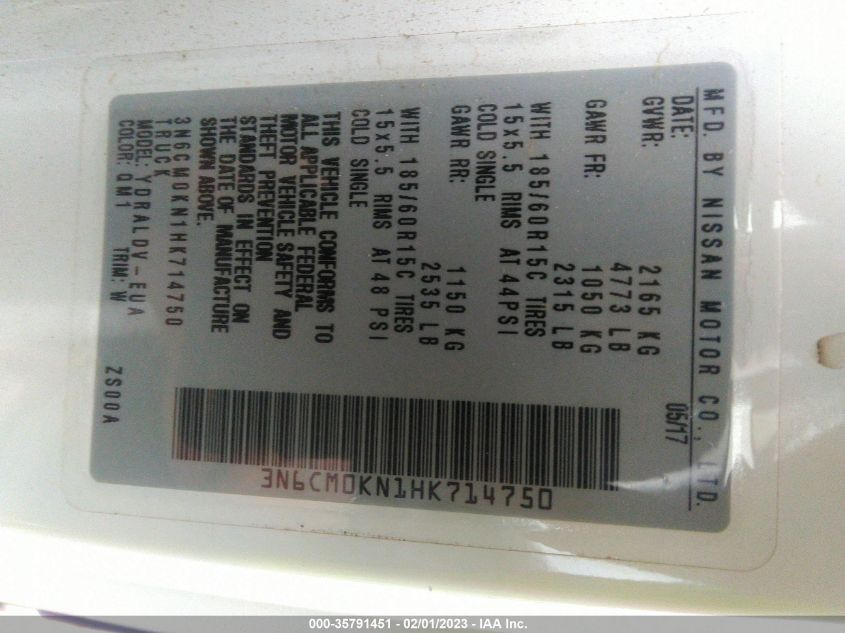 MFD. BY NISSAN MOTOR CO., LTD.
DATE: 05/17
GVWR: 2165 KG
4773 LB
GAWR FR: 1050 KG
2315 LB
WITH 185/60R15C TIRES
15x5.5 RIMS AT 44PSI
COLD SINGLE
GAWR RR: 1150 KG
2535 LB
WITH 185/60R15C TIRES
15x5.5 RIMS AT 48 PSI
COLD SINGLE
THIS VEHICLE CONFORMS TO
ALL APPLICABLE FEDERAL
MOTOR VEHICLE SAFETY AND
THEFT PREVENTION
STANDARDS IN EFFECT ON
THE DATE OF MANUFACTURE
SHOWN ABOVE.
3N6CM0KN1HK714750
TRUCK
MODEL: YDRALDV-EUA
COLOR: QM1 TRIM: W ZS00A
3N6CM0KN1HK714750
000-35791451 - 02/01/2023 - IAA Inc.